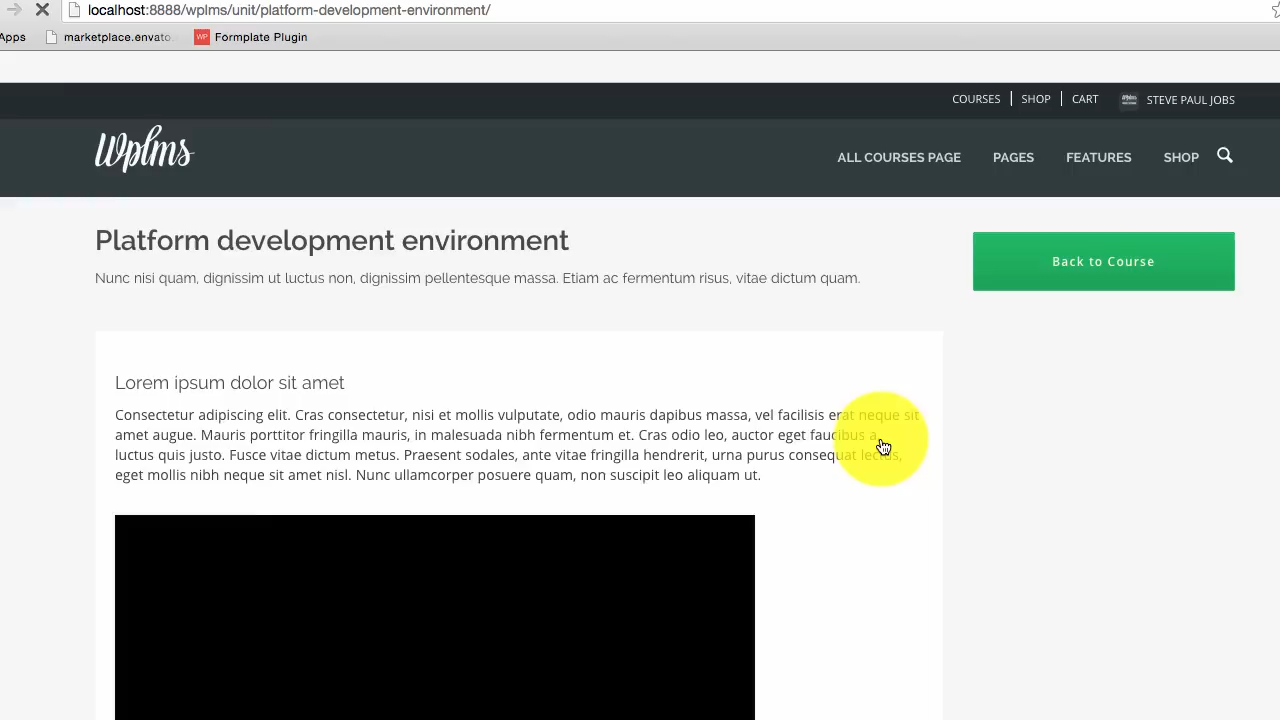 localhost:8888/wplms/unit/platform-development-environment/
Apps
marketplace.envato
WP Formplate Plugin
COURSES
SHOP
CART
STEVE PAUL JOBS
Wplms
ALL COURSES PAGE
PAGES
FEATURES
SHOP
Platform development environment
Nunc nisi quam, dignissim ut luctus non, dignissim pellentesque massa. Etiam ac fermentum risus, vitae dictum quam.
Back to Course
Lorem ipsum dolor sit amet
Consectetur adipiscing elit. Cras consectetur, nisi et mollis vulputate, odio mauris dapibus massa, vel facilisis erat neque sit
amet augue. Mauris porttitor fringilla mauris, in malesuada nibh fermentum et. Cras odio leo, auctor eget faucibus a
luctus quis justo. Fusce vitae dictum metus. Praesent sodales, ante vitae fringilla hendrerit, urna purus consequat lectus,
eget mollis nibh neque sit amet nisl. Nunc ullamcorper posuere quam, non suscipit leo aliquam ut.